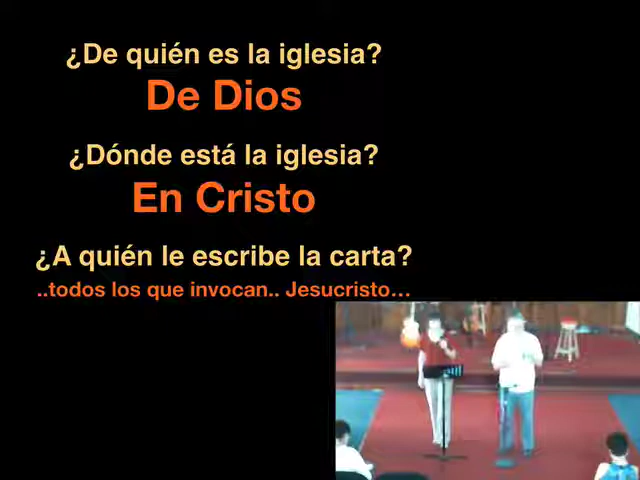 ¿De quién es la iglesia?
De Dios
¿Dónde está la iglesia?
En Cristo
¿A quién le escribe la carta?
..todos los que invocan.. Jesucristo...